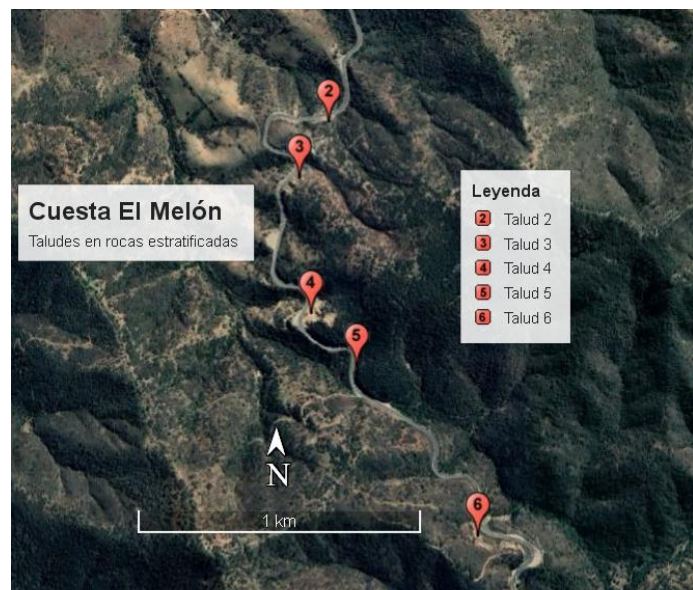 2
3
Cuesta El Melón
Taludes en rocas estratificadas
Leyenda
2 Talud 2
3 Talud 3
4 Talud 4
5 Talud 5
6 Talud 6
4
5
N
6
1 km